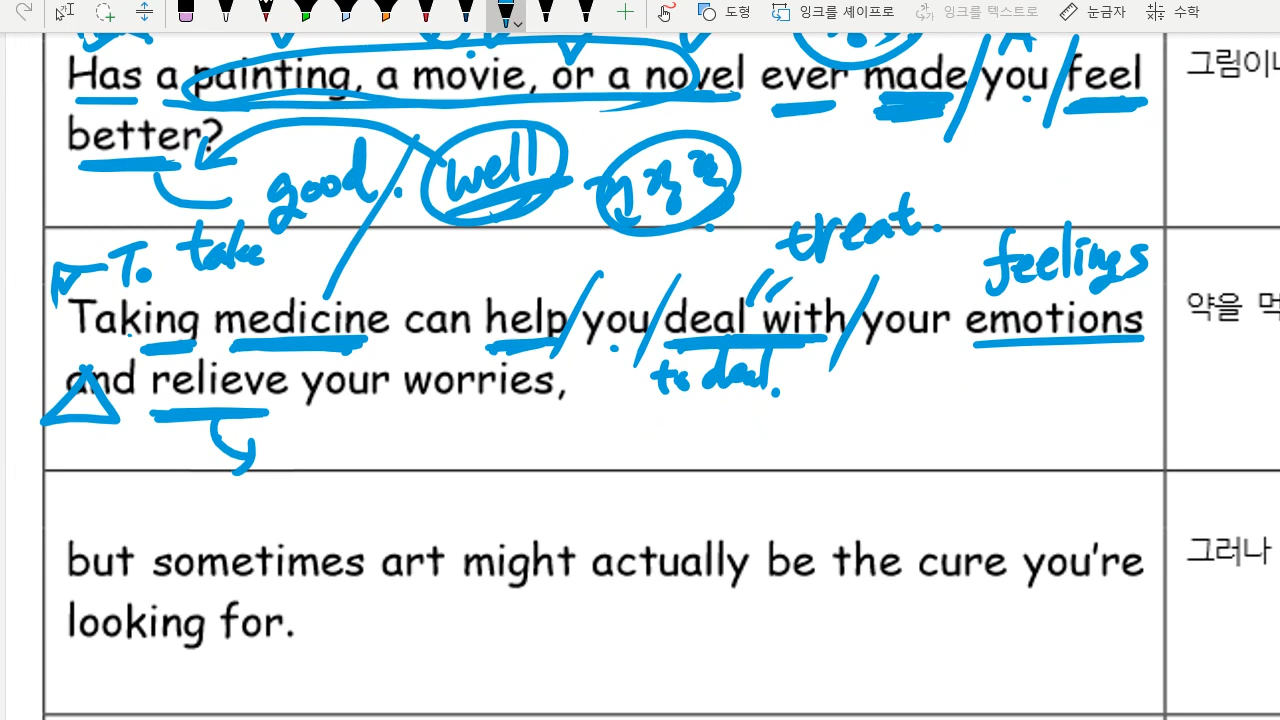 도형 잉크를 셰이프로 잉크를 텍스트로 눈금자 수학
Has a painting, a movie, or a novel ever made you feel
better?
good. well
treat.
To take
feelings
Taking medicine can help you deal with your emotions
and relieve your worries,
to deal.
but sometimes art might actually be the cure you're
looking for.
그림이나
약을 먹
그러나